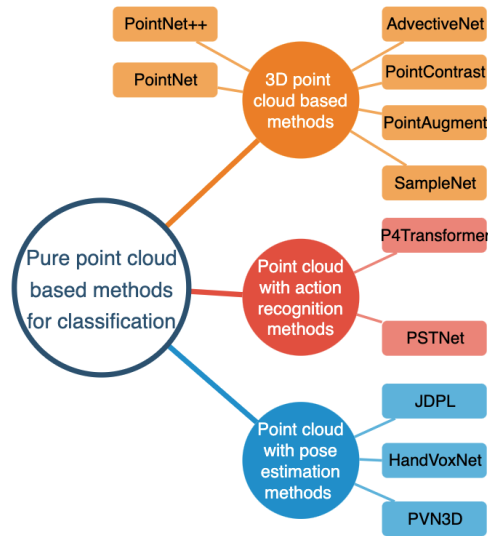 PointNet++
PointNet
3D point
cloud based
methods
AdvectiveNet
PointContrast
PointAugment
SampleNet
Pure point cloud
based methods
for classification
Point cloud
with action
recognition
methods
P4Transformer
PSTNet
Point cloud
with pose
estimation
methods
JDPL
HandVoxNet
PVN3D